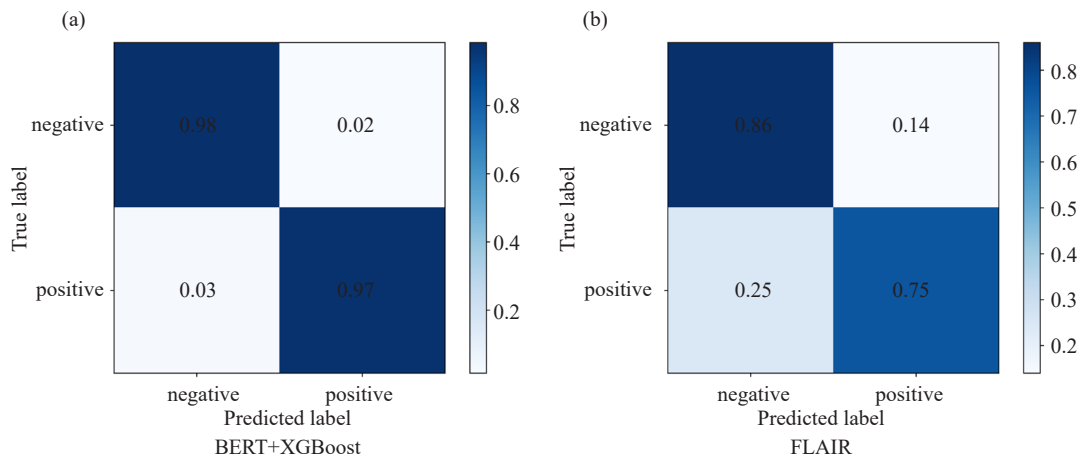 (a)
negative
0.98
0.02
positive
0.03
0.97
True label
negative
positive
Predicted label
BERT+XGBoost
0.8
0.6
0.4
0.2
(b)
negative
0.86
0.14
positive
0.25
0.75
True label
negative
positive
Predicted label
FLAIR
0.8
0.7
0.6
0.5
0.4
0.3
0.2